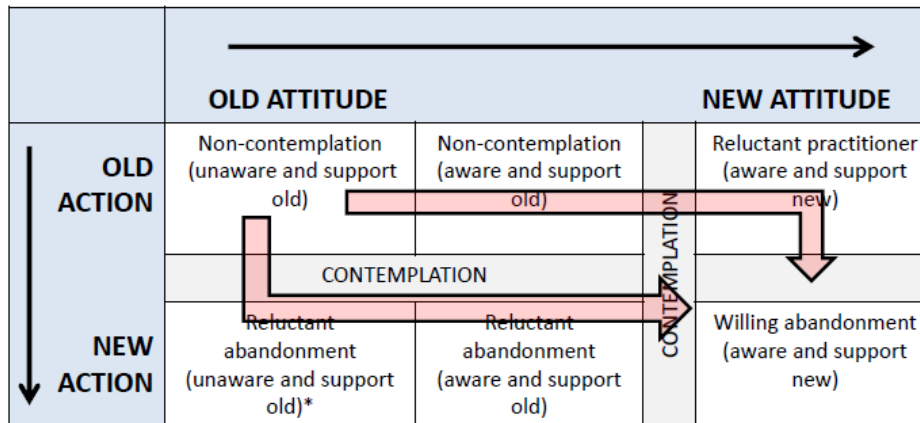 OLD ATTITUDE
NEW ATTITUDE
OLD
ACTION
Non-contemplation
(unaware and support
old)
Non-contemplation
(aware and support
old)
CONTEMPLATION
Reluctant practitioner
(aware and support
new)
CONTEMPLATION
NEW
ACTION
Reluctant
abandonment
(unaware and support
old)*
Reluctant
abandonment
(aware and support
old)
Willing abandonment
(aware and support
new)